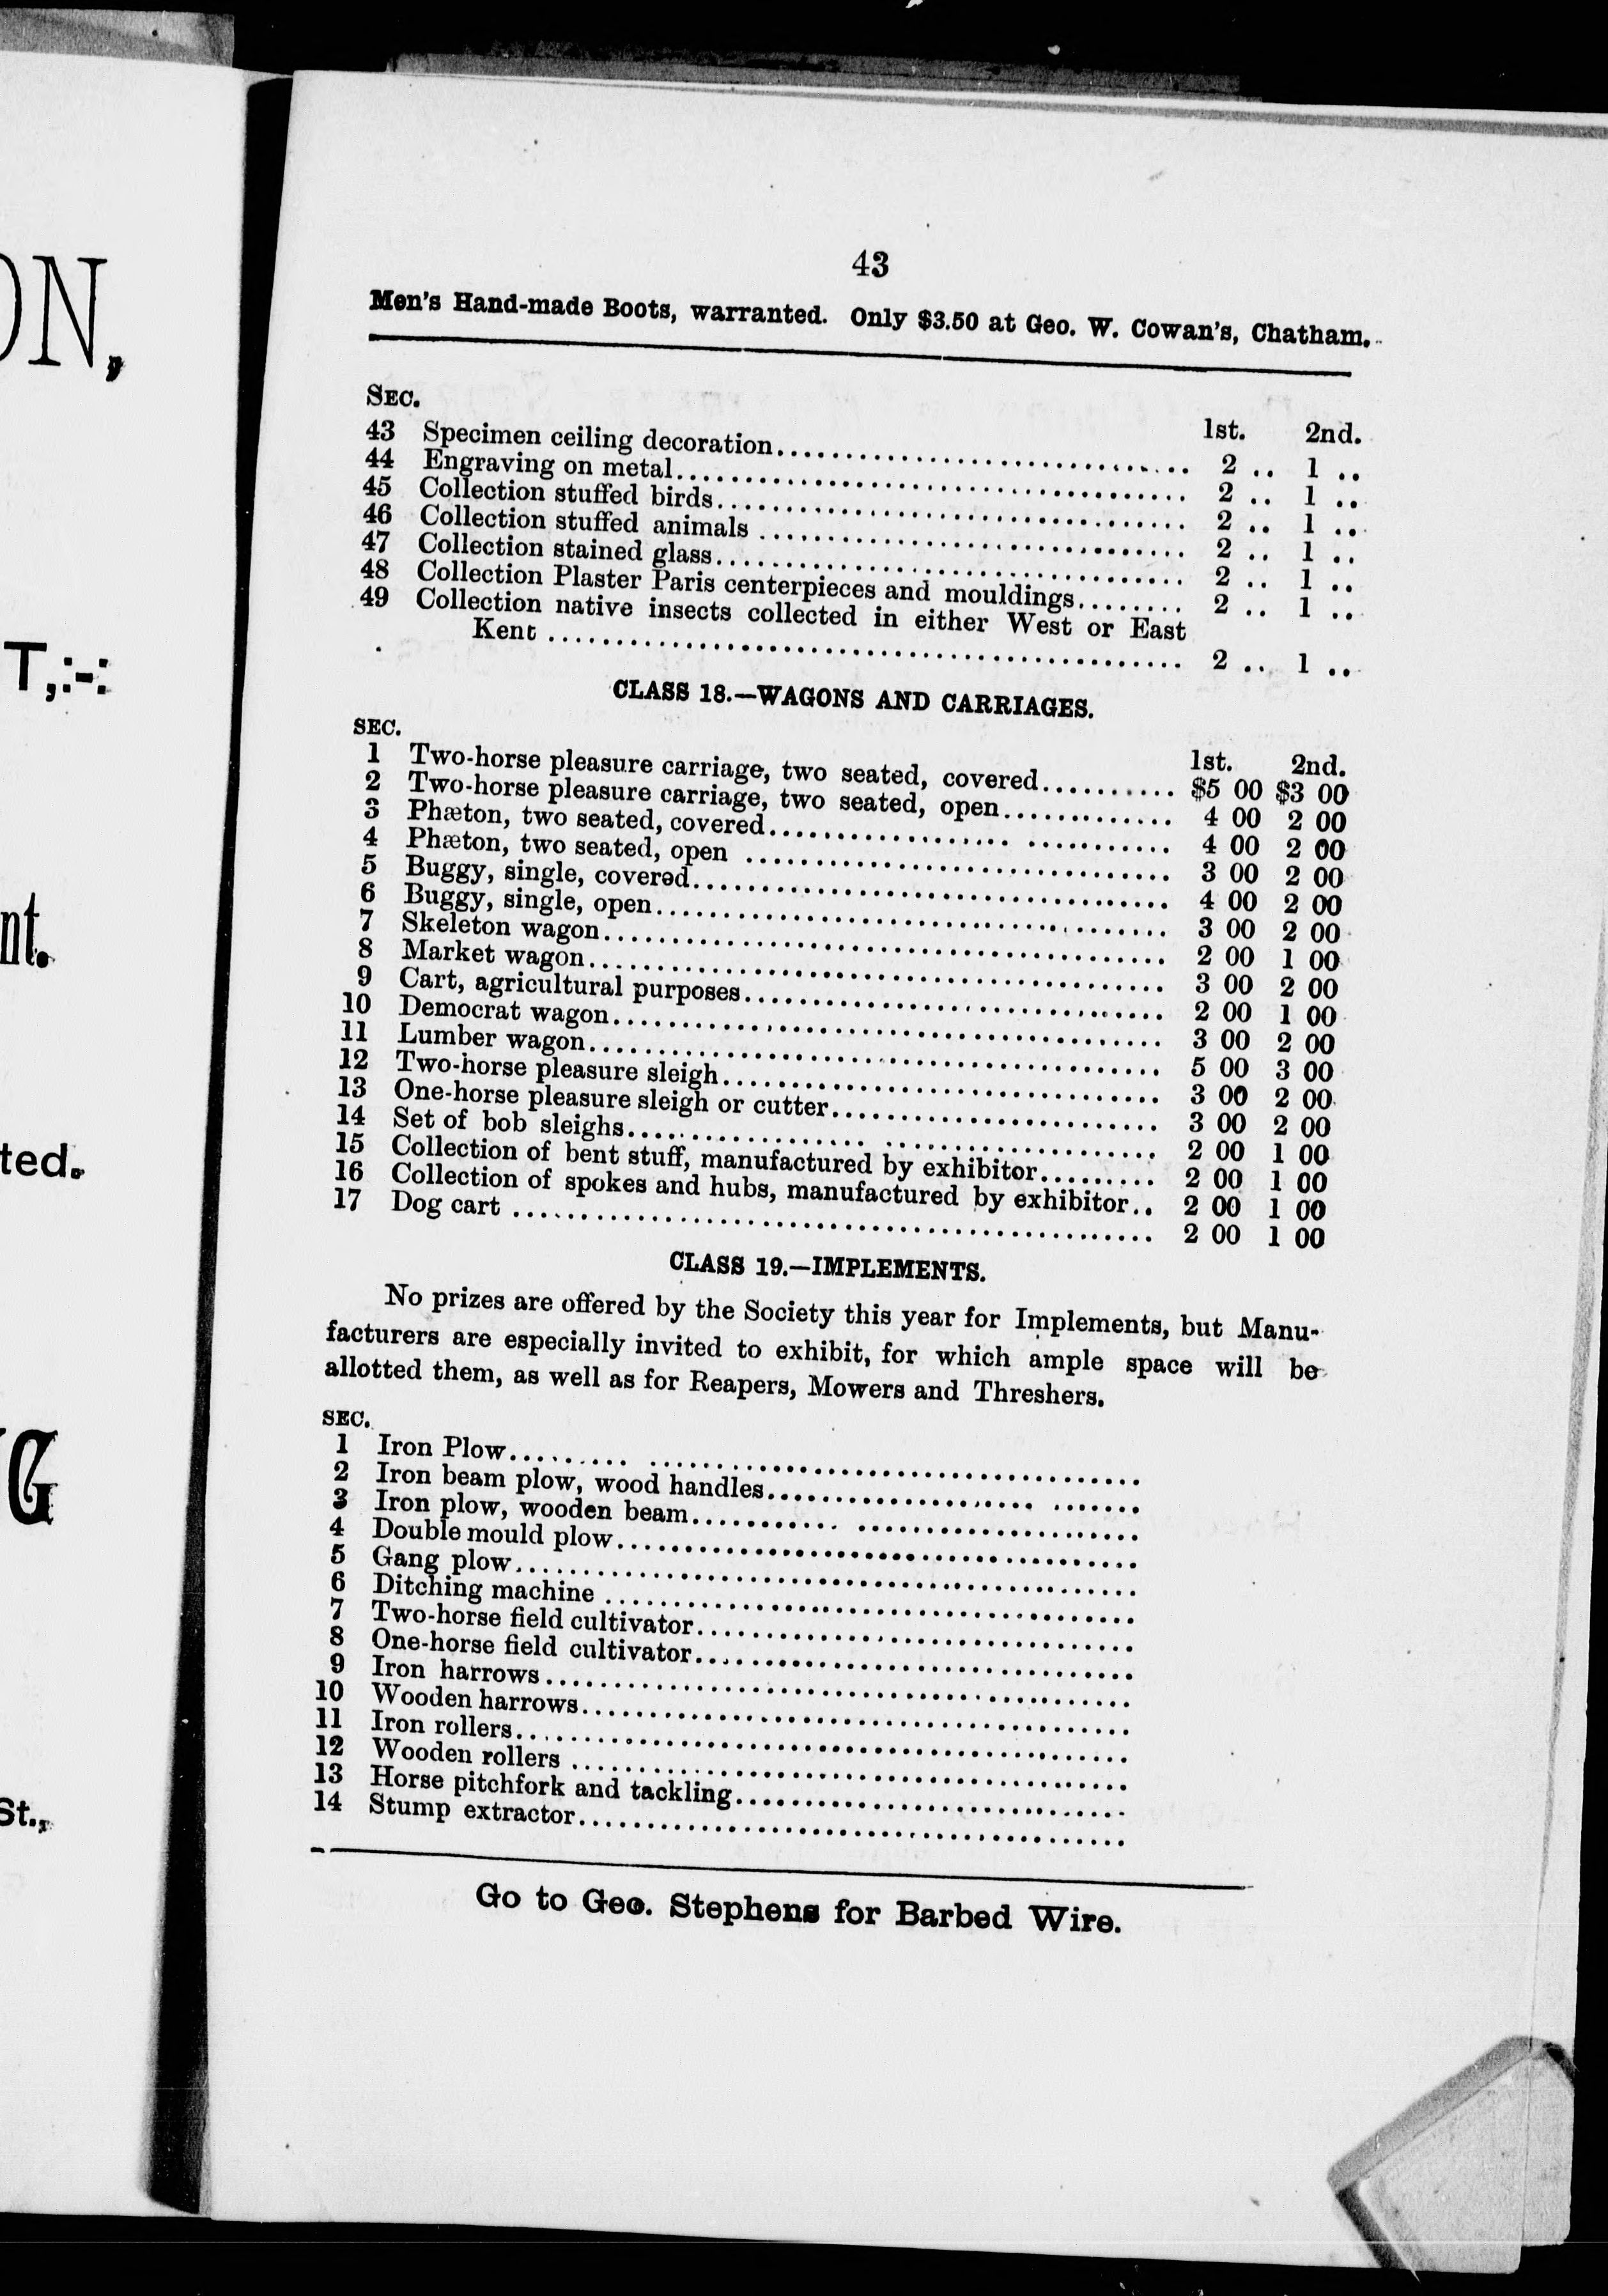 ON,
T,:-:
nt.
ted.
G
St.,
43
Men's Hand-made Boots, warranted. Only $3.50 at Geo. W. Cowan's, Chatham.
SEC.
1st. 2nd.
43 Specimen ceiling decoration.............................. 2 .. 1 ..
44 Engraving on metal..................................... 2 .. 1 ..
45 Collection stuffed birds.................................. 2 .. 1 ..
46 Collection stuffed animals ............................... 2 .. 1 ..
47 Collection stained glass.................................. 2 .. 1 ..
48 Collection Plaster Paris centerpieces and mouldings........ 2 .. 1 ..
49 Collection native insects collected in either West or East
Kent .............................................. 2 .. 1 ..
CLASS 18.—WAGONS AND CARRIAGES.
SEC.
1st. 2nd.
1 Two-horse pleasure carriage, two seated, covered.......... $5 00 $3 00
2 Two-horse pleasure carriage, two seated, open............. 4 00 2 00
3 Phæton, two seated, covered.................. ........... 4 00 2 00
4 Phæton, two seated, open ............................... 3 00 2 00
5 Buggy, single, covered................................... 4 00 2 00
6 Buggy, single, open..................................... 3 00 2 00
7 Skeleton wagon......................................... 2 00 1 00
8 Market wagon.......................................... 3 00 2 00
9 Cart, agricultural purposes............................... 2 00 1 00
10 Democrat wagon........................................ 3 00 2 00
11 Lumber wagon......................................... 5 00 3 00
12 Two-horse pleasure sleigh................................ 3 00 2 00
13 One-horse pleasure sleigh or cutter........................ 3 00 2 00
14 Set of bob sleighs.................. .................... 2 00 1 00
15 Collection of bent stuff, manufactured by exhibitor......... 2 00 1 00
16 Collection of spokes and hubs, manufactured by exhibitor.. 2 00 1 00
17 Dog cart .............................................. 2 00 1 00
CLASS 19.—IMPLEMENTS.
No prizes are offered by the Society this year for Implements, but Manu-
facturers are especially invited to exhibit, for which ample space will be
allotted them, as well as for Reapers, Mowers and Threshers.
SEC.
1 Iron Plow......... ....................................
2 Iron beam plow, wood handles.................... .......
3 Iron plow, wooden beam........... .....................
4 Double mould plow......................................
5 Gang plow.............................................
6 Ditching machine .......................................
7 Two-horse field cultivator................................
8 One-horse field cultivator................................
9 Iron harrows...........................................
10 Wooden harrows........................................
11 Iron rollers.............................................
12 Wooden rollers .........................................
13 Horse pitchfork and tackling.............................
14 Stump extractor........................................
Go to Geo. Stephens for Barbed Wire.